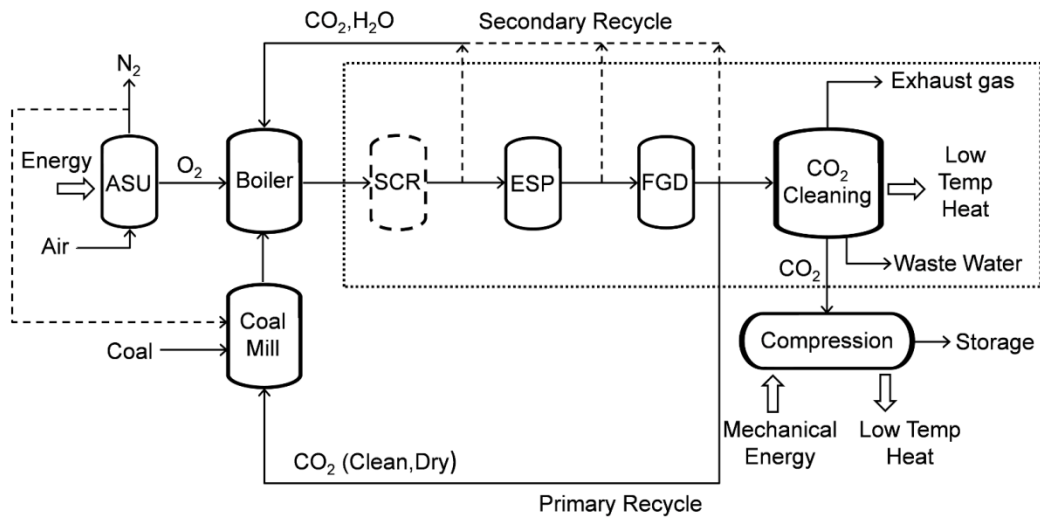 CO₂,H₂O
Secondary Recycle
N₂
Exhaust gas
Energy
ASU
O₂
Boiler
SCR
ESP
FGD
CO₂
Cleaning
Low
Temp
Heat
Air
Waste Water
CO₂
Coal
Mill
Coal
Compression
Storage
Mechanical
Energy
Low Temp
Heat
CO₂ (Clean,Dry)
Primary Recycle